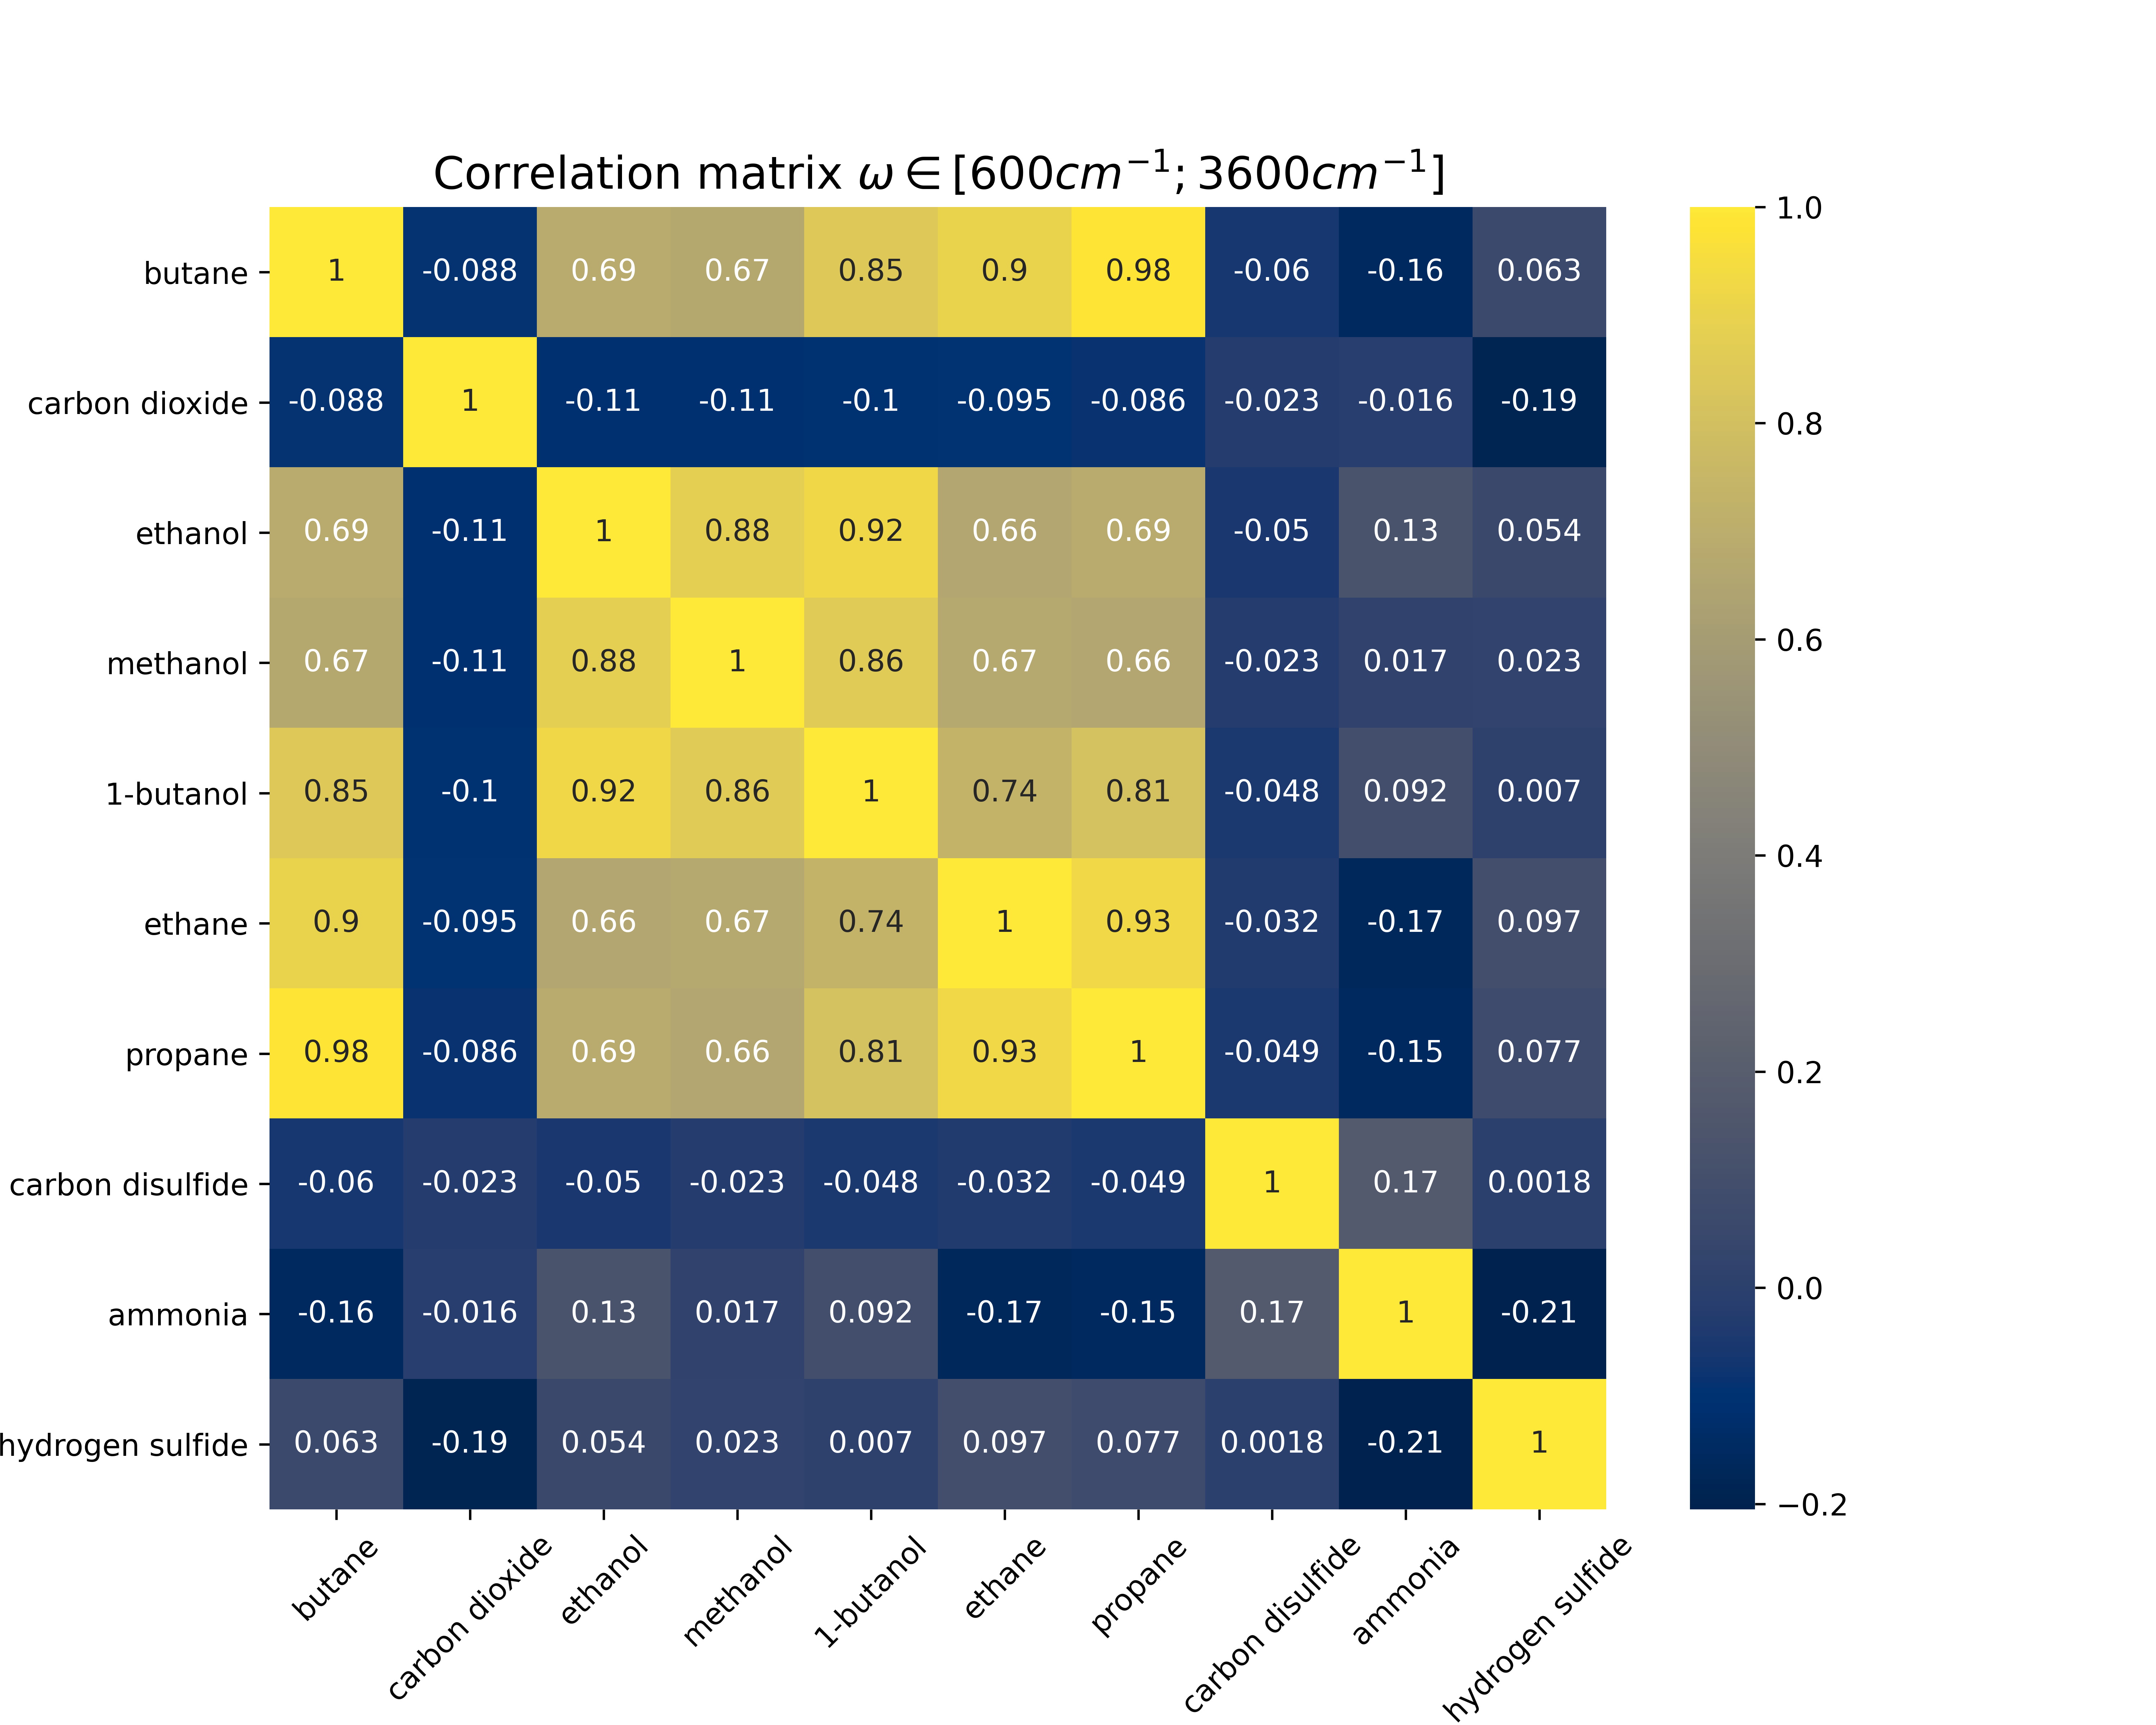 Correlation matrix ω ∈ [600cm⁻¹; 3600cm⁻¹]
butane 1 -0.088 0.69 0.67 0.85 0.9 0.98 -0.06 -0.16 0.063
carbon dioxide -0.088 1 -0.11 -0.11 -0.1 -0.095 -0.086 -0.023 -0.016 -0.19
ethanol 0.69 -0.11 1 0.88 0.92 0.66 0.69 -0.05 0.13 0.054
methanol 0.67 -0.11 0.88 1 0.86 0.67 0.66 -0.023 0.017 0.023
1-butanol 0.85 -0.1 0.92 0.86 1 0.74 0.81 -0.048 0.092 0.007
ethane 0.9 -0.095 0.66 0.67 0.74 1 0.93 -0.032 -0.17 0.097
propane 0.98 -0.086 0.69 0.66 0.81 0.93 1 -0.049 -0.15 0.077
carbon disulfide -0.06 -0.023 -0.05 -0.023 -0.048 -0.032 -0.049 1 0.17 0.0018
ammonia -0.16 -0.016 0.13 0.017 0.092 -0.17 -0.15 0.17 1 -0.21
hydrogen sulfide 0.063 -0.19 0.054 0.023 0.007 0.097 0.077 0.0018 -0.21 1
butane carbon dioxide ethanol methanol 1-butanol ethane propane carbon disulfide ammonia hydrogen sulfide
1.0
0.8
0.6
0.4
0.2
0.0
−0.2